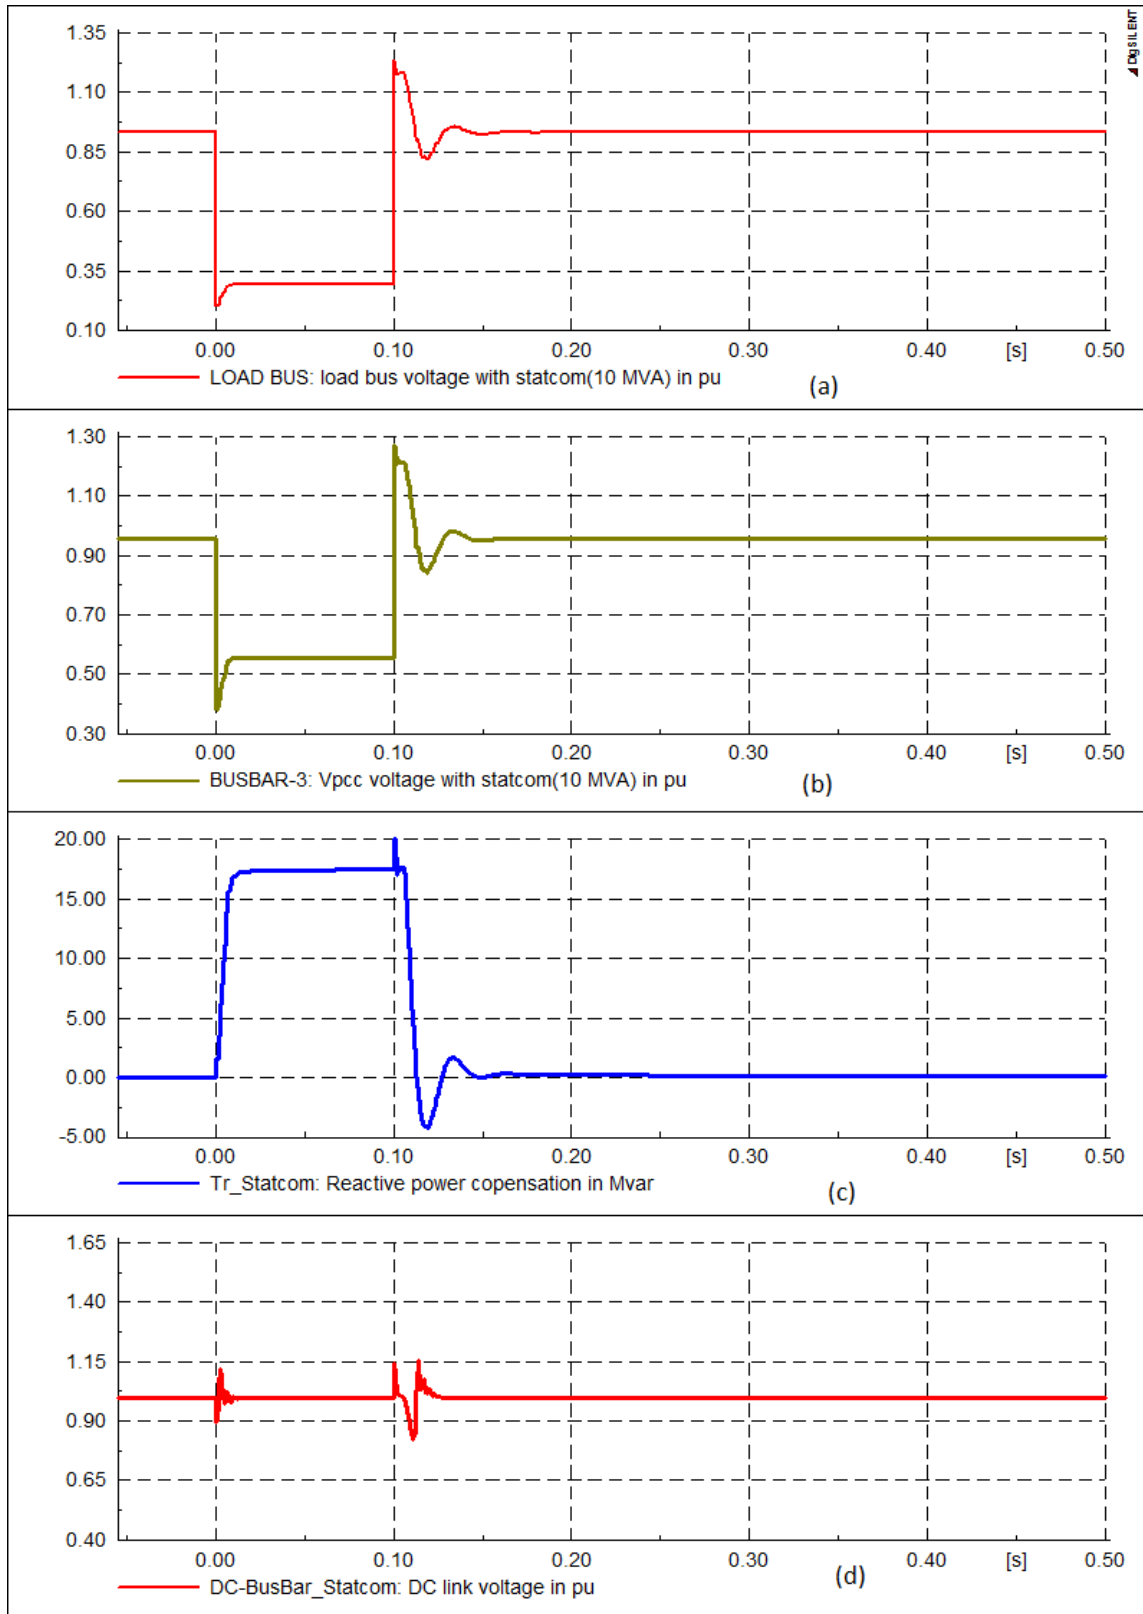 DIgSILENT
1.35
1.10
0.85
0.60
0.35
0.10
0.00 0.10 0.20 0.30 0.40 [s] 0.50
LOAD BUS: load bus voltage with statcom(10 MVA) in pu
(a)
1.30
1.10
0.90
0.70
0.50
0.30
0.00 0.10 0.20 0.30 0.40 [s] 0.50
BUSBAR-3: Vpcc voltage with statcom(10 MVA) in pu
(b)
20.00
15.00
10.00
5.00
0.00
-5.00
0.00 0.10 0.20 0.30 0.40 [s] 0.50
Tr_Statcom: Reactive power copensation in Mvar
(c)
1.65
1.40
1.15
0.90
0.65
0.40
0.00 0.10 0.20 0.30 0.40 [s] 0.50
DC-BusBar_Statcom: DC link voltage in pu
(d)